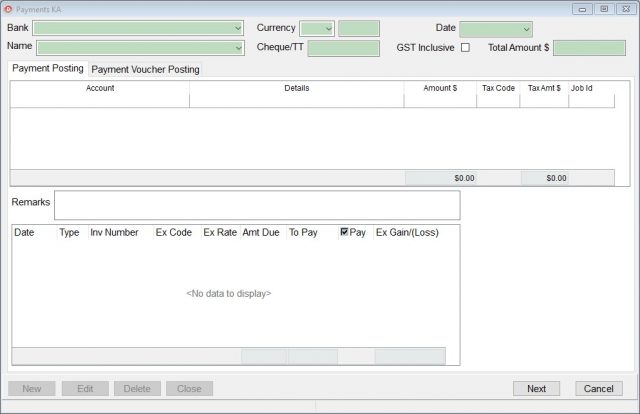 Payments KA
Bank Currency Date
Name Cheque/TT GST Inclusive Total Amount $
Payment Posting Payment Voucher Posting
Account Details Amount $ Tax Code Tax Amt $ Job Id
$0.00 $0.00
Remarks
Date Type Inv Number Ex Code Ex Rate Amt Due To Pay Pay Ex Gain/(Loss)
<No data to display>
New Edit Delete Close Next Cancel